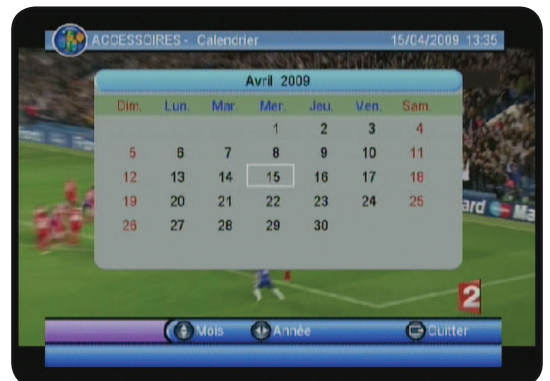 ACCESSOIRES - Calendrier 15/04/2009 13:35
Avril 2009
Dim. Lun. Mar. Mer. Jeu. Ven. Sam.
1 2 3 4
5 6 7 8 9 10 11
12 13 14 15 16 17 18
19 20 21 22 23 24 25
26 27 28 29 30
ard
2
Mois Année Quitter